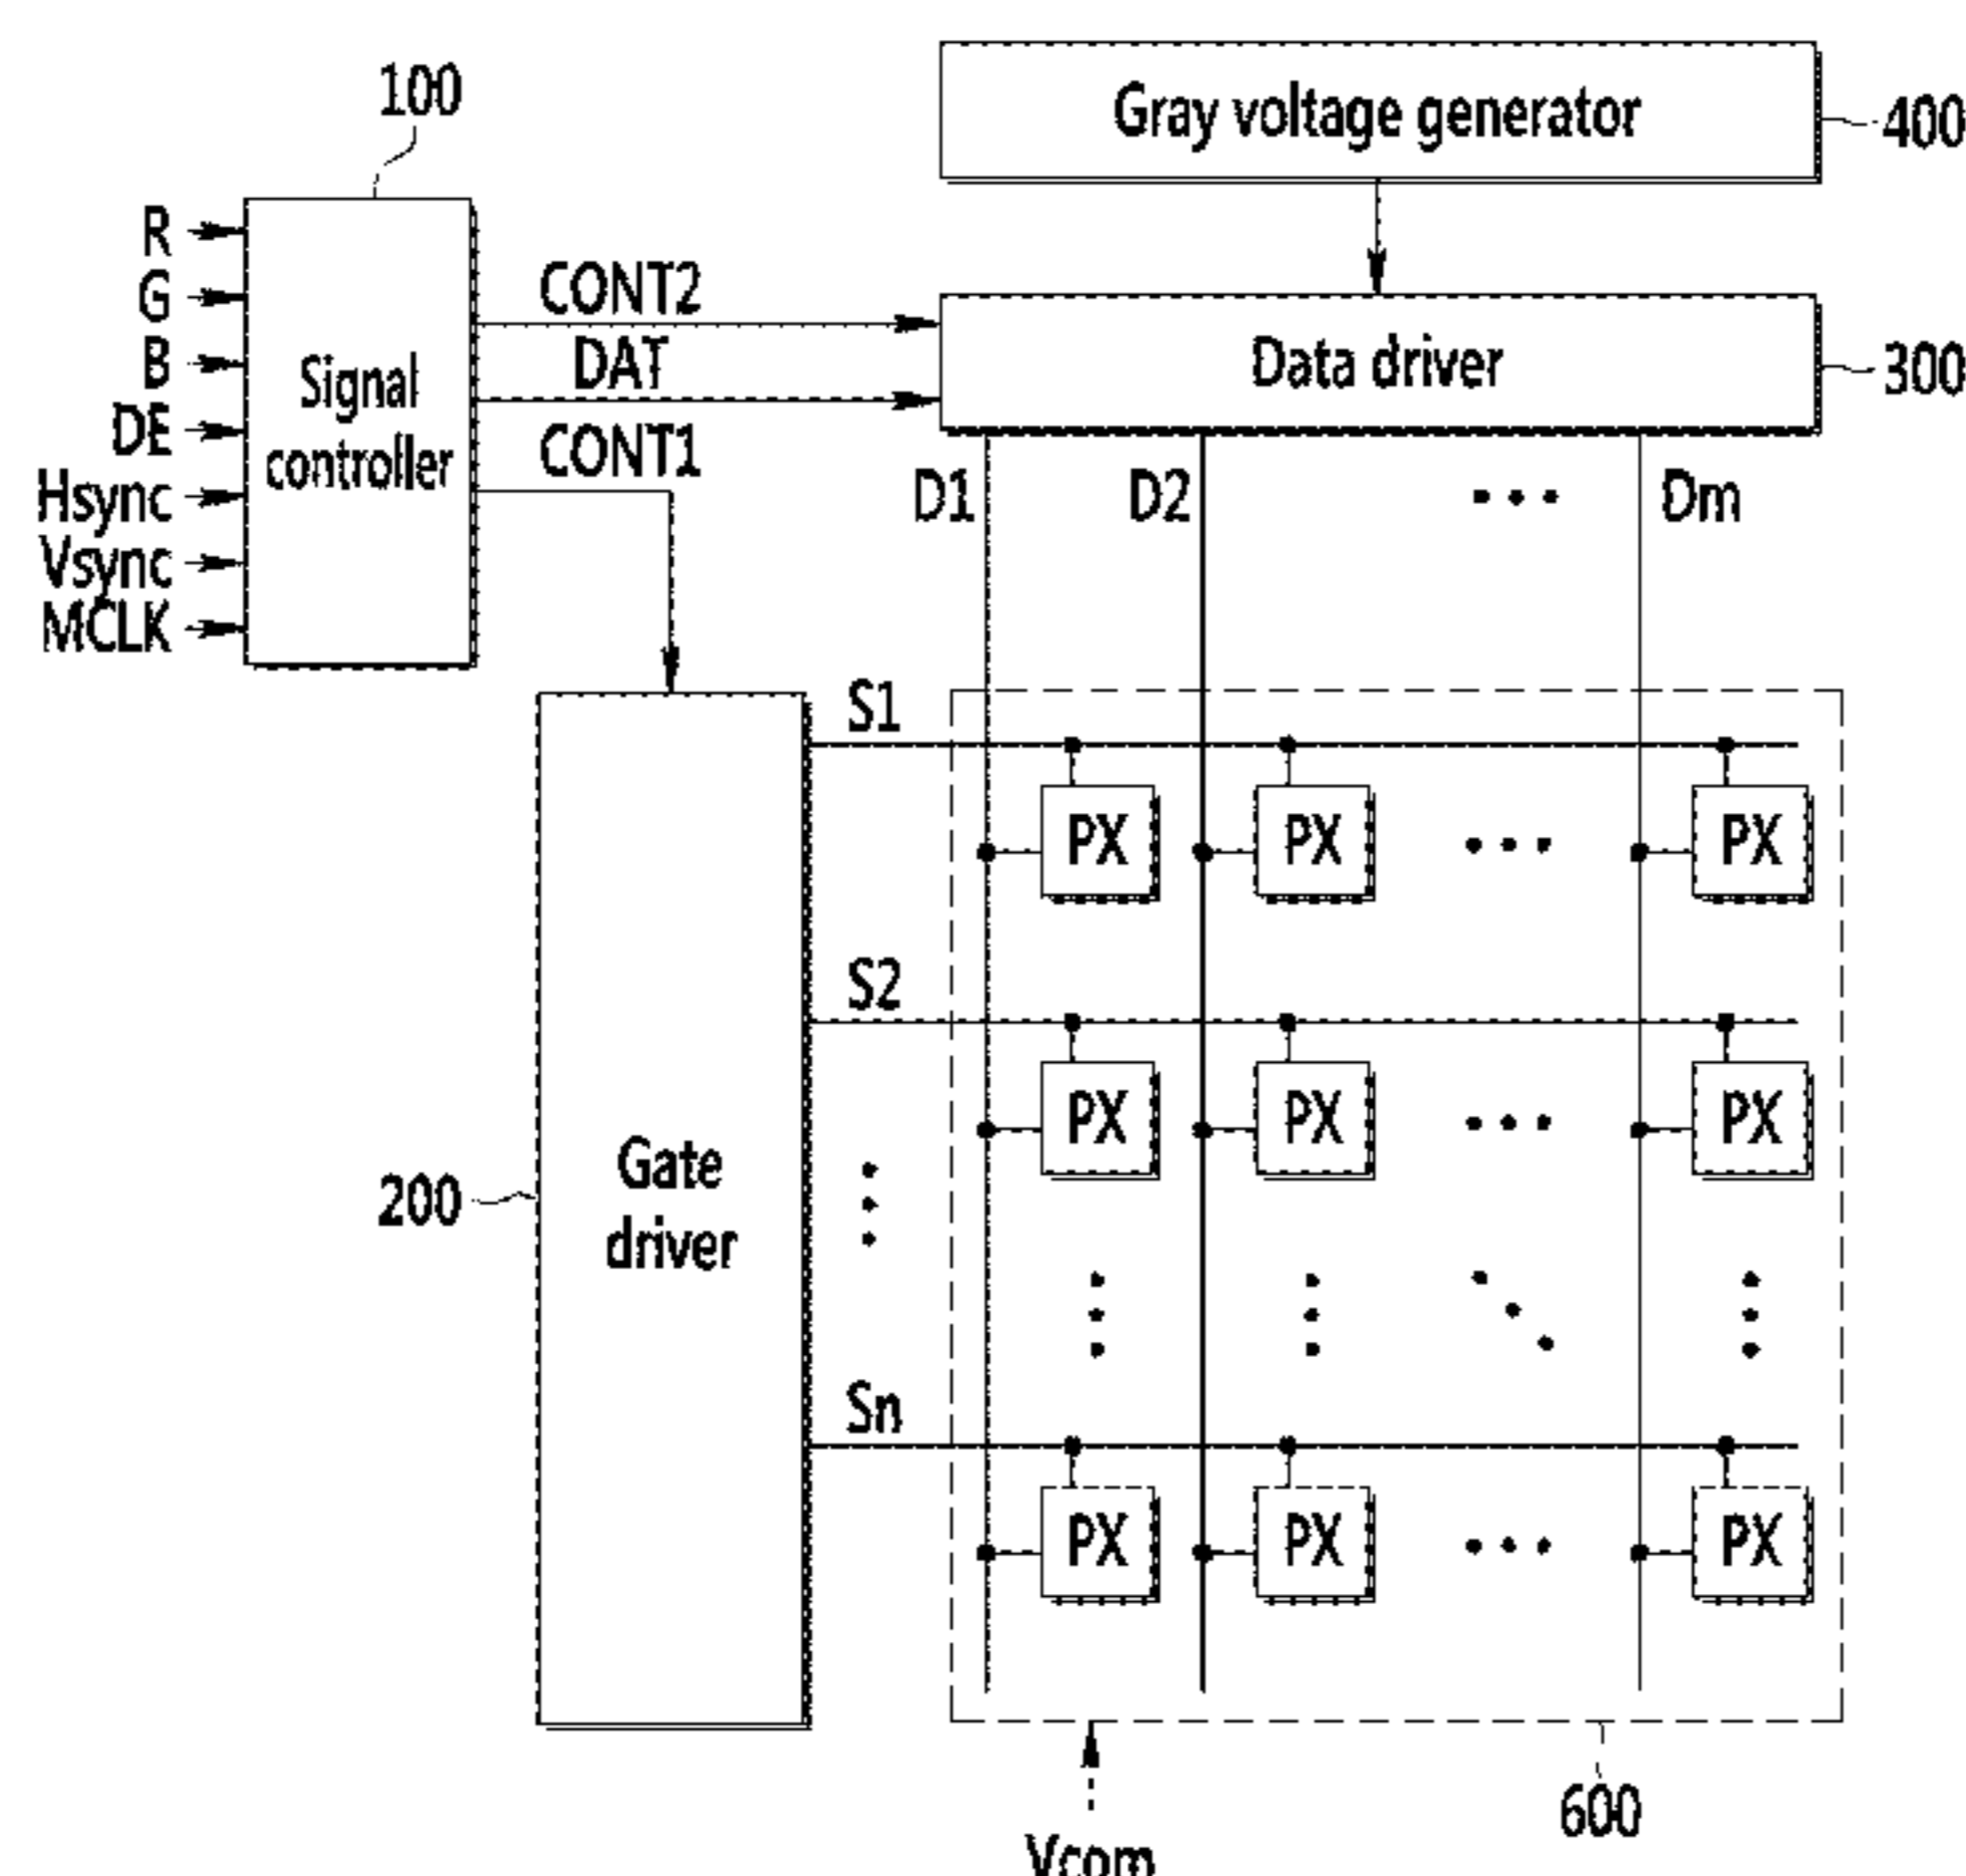 100
Gray voltage generator
400
R
G
B
DE
Hsync
Vsync
MCLK
Signal
controller
CONT2
DAT
CONT1
Data driver
300
D1
D2
Dm
S1
PX
PX
PX
S2
PX
PX
PX
200
Gate
driver
Sn
PX
PX
PX
600
Vcom